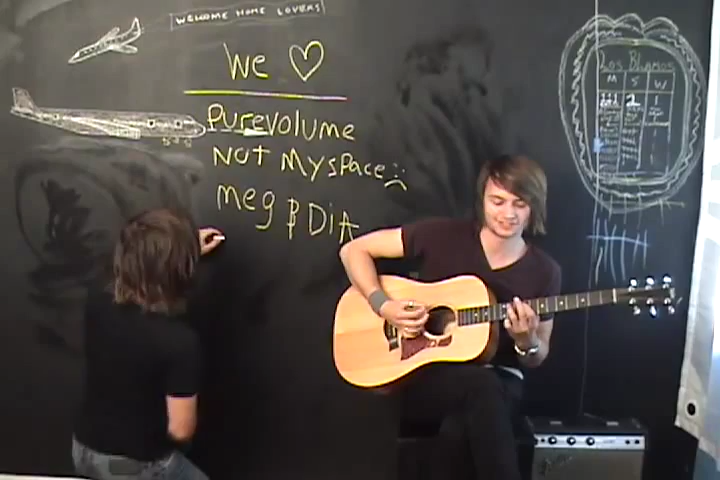 WELCOME HOME LOVERS
We ♡
PUREVOLUME
NOT MYSPACE :(
meg & DIA
Los Blumos
M S W